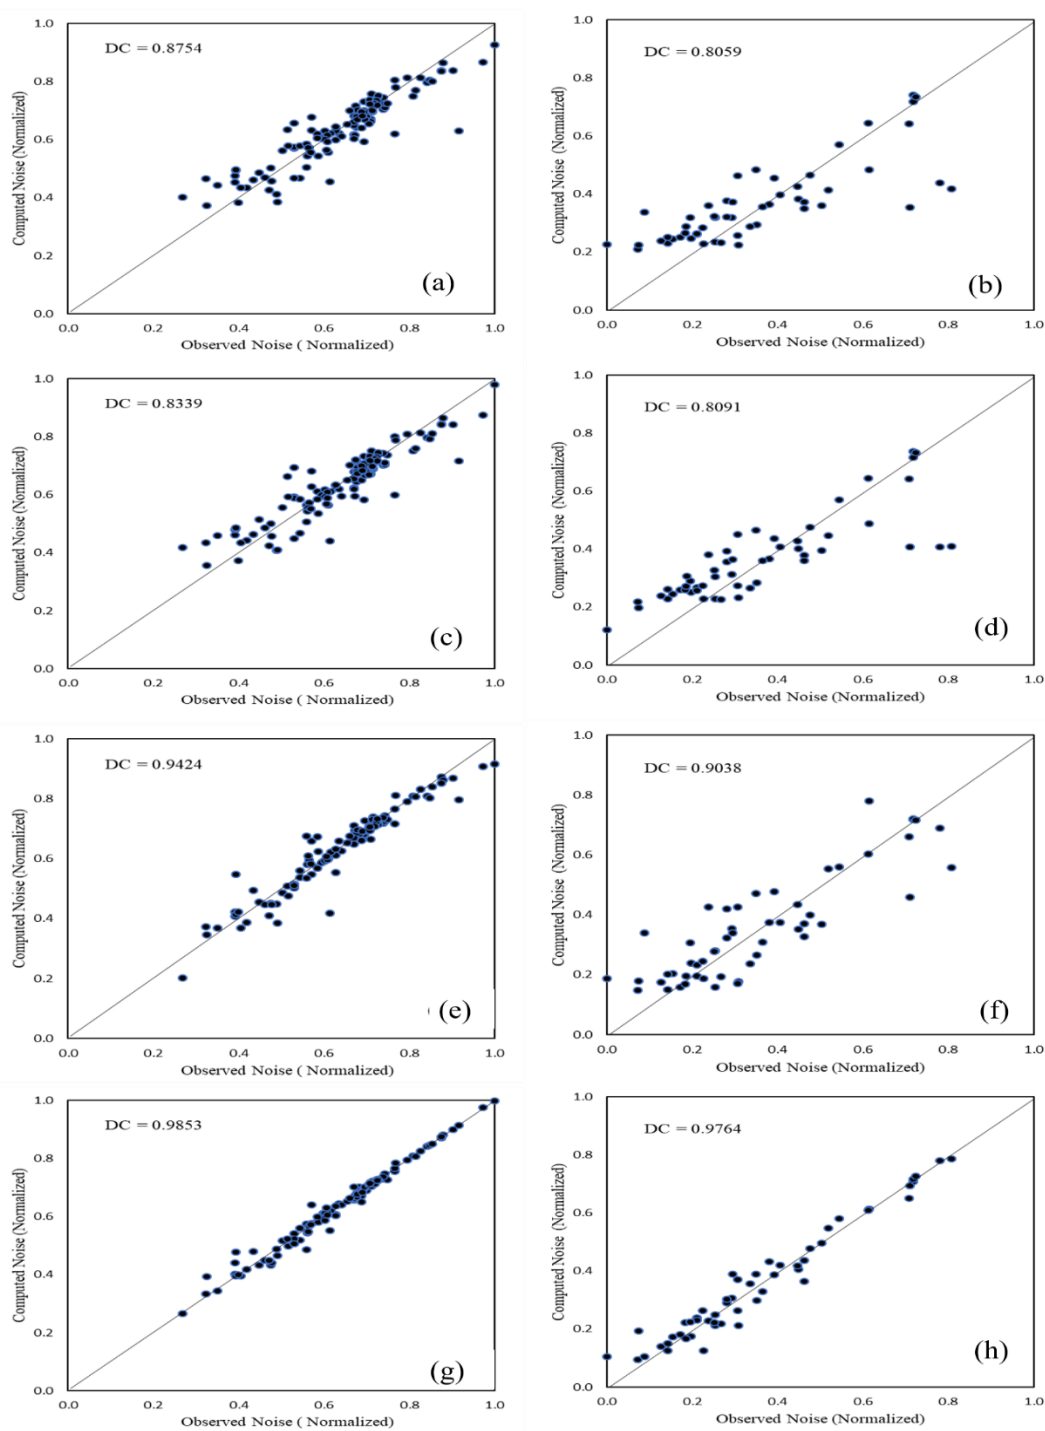 1.0
DC = 0.8754
0.8
0.6
0.4
0.2
0.0
Computed Noise (Normalized)
(a)
0.0 0.2 0.4 0.6 0.8 1.0
Observed Noise ( Normalized)
1.0
DC = 0.8059
0.8
0.6
0.4
0.2
0.0
Computed Noise (Normalized)
(b)
0.0 0.2 0.4 0.6 0.8 1.0
Observed Noise (Normalized)
1.0
DC = 0.8339
0.8
0.6
0.4
0.2
0.0
Computed Noise (Normalized)
(c)
0.0 0.2 0.4 0.6 0.8 1.0
Observed Noise ( Normalized)
1.0
DC = 0.8091
0.8
0.6
0.4
0.2
0.0
Computed Noise (Normalized)
(d)
0.0 0.2 0.4 0.6 0.8 1.0
Observed Noise (Normalized)
1.0
DC = 0.9424
0.8
0.6
0.4
0.2
0.0
Computed Noise (Normalized)
(e)
0.0 0.2 0.4 0.6 0.8 1.0
Observed Noise ( Normalized)
1.0
DC = 0.9038
0.8
0.6
0.4
0.2
0.0
Computed Noise (Normalized)
(f)
0.0 0.2 0.4 0.6 0.8 1.0
Observed Noise (Normalized)
1.0
DC = 0.9853
0.8
0.6
0.4
0.2
0.0
Computed Noise (Normalized)
(g)
0.0 0.2 0.4 0.6 0.8 1.0
Observed Noise ( Normalized)
1.0
DC = 0.9764
0.8
0.6
0.4
0.2
0.0
Computed Noise (Normalized)
(h)
0.0 0.2 0.4 0.6 0.8 1.0
Observed Noise (Normalized)